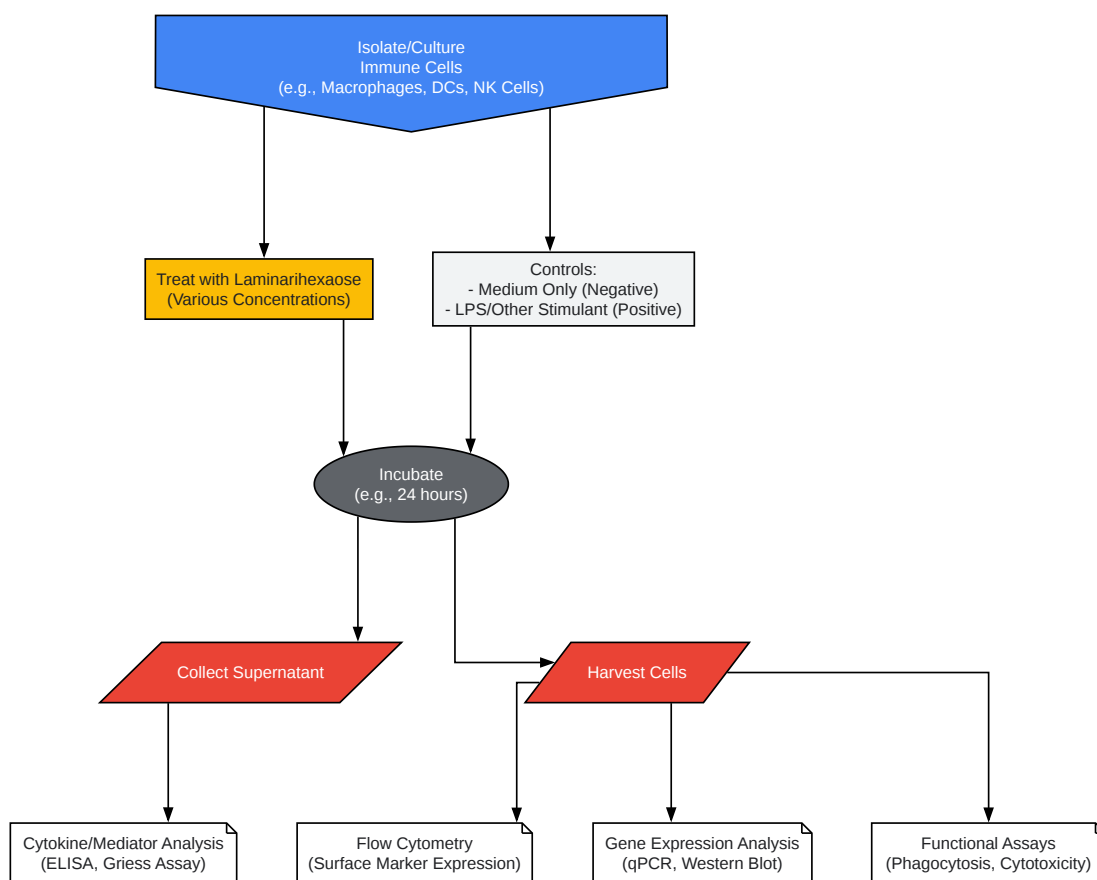 Isolate/Culture
Immune Cells
(e.g., Macrophages, DCs, NK Cells)
Treat with Laminarihexaose
(Various Concentrations)
Controls:
- Medium Only (Negative)
- LPS/Other Stimulant (Positive)
Incubate
(e.g., 24 hours)
Collect Supernatant
Harvest Cells
Cytokine/Mediator Analysis
(ELISA, Griess Assay)
Flow Cytometry
(Surface Marker Expression)
Gene Expression Analysis
(qPCR, Western Blot)
Functional Assays
(Phagocytosis, Cytotoxicity)